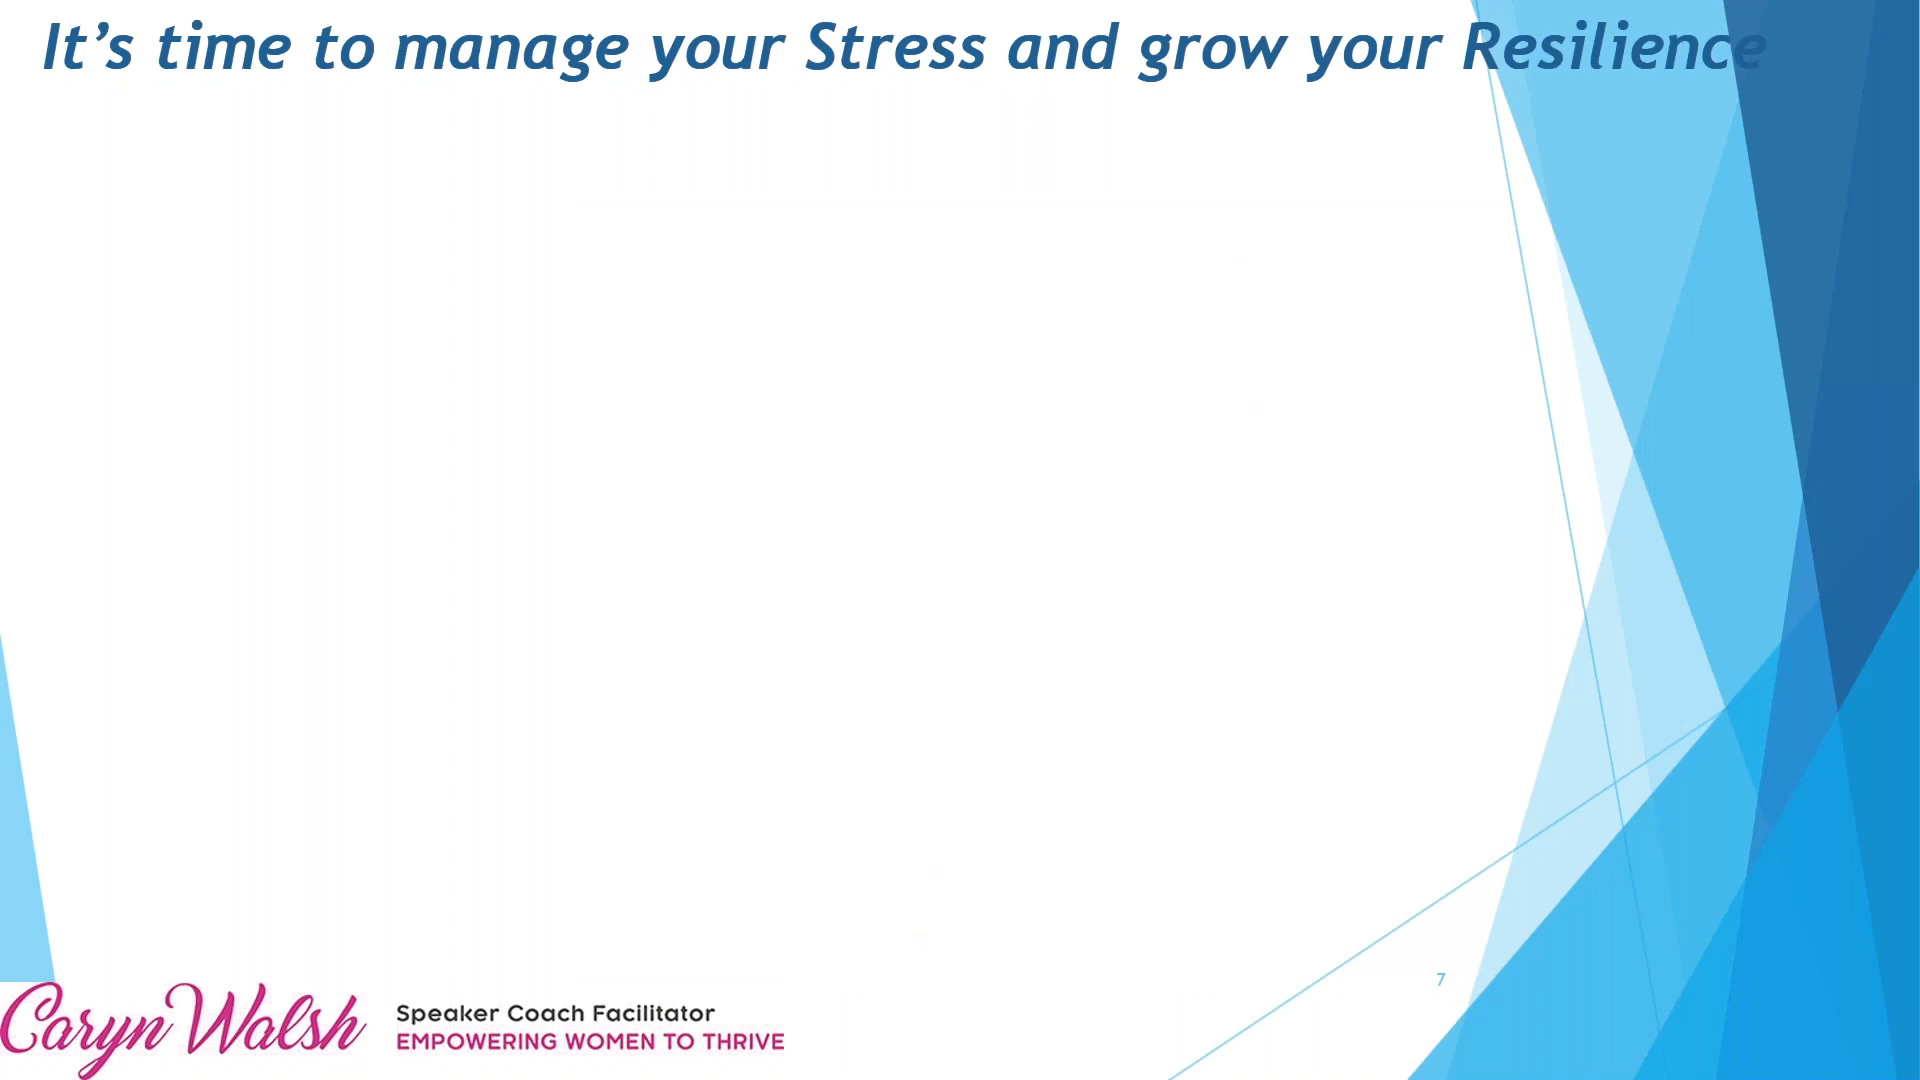 It’s time to manage your Stress and grow your Resilience
7
Caryn Walsh
Speaker Coach Facilitator
EMPOWERING WOMEN TO THRIVE